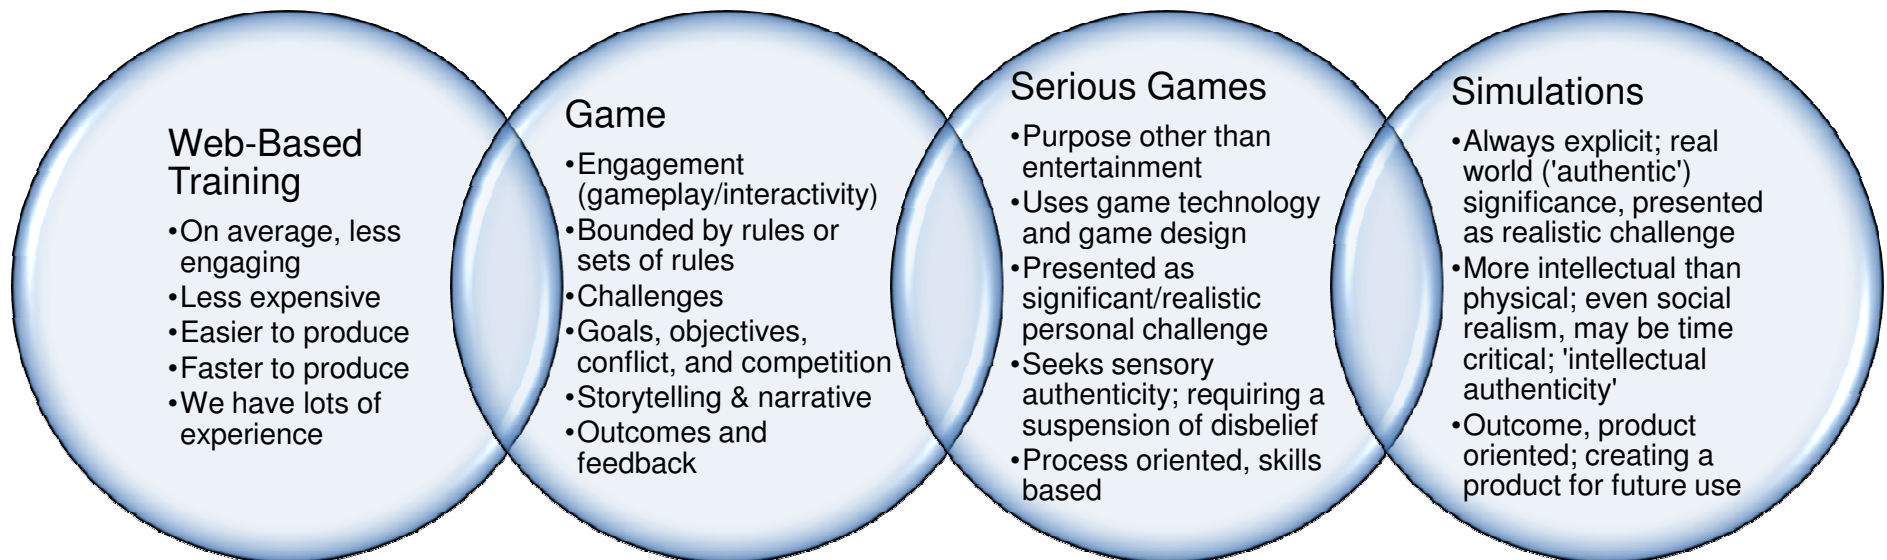 Web-Based
Training
•On average, less
engaging
•Less expensive
•Easier to produce
•Faster to produce
•We have lots of
experience
Game
•Engagement
(gameplay/interactivity)
•Bounded by rules or
sets of rules
•Challenges
•Goals, objectives,
conflict, and competition
•Storytelling & narrative
•Outcomes and
feedback
Serious Games
•Purpose other than
entertainment
•Uses game technology
and game design
•Presented as
significant/realistic
personal challenge
•Seeks sensory
authenticity; requiring a
suspension of disbelief
•Process oriented, skills
based
Simulations
•Always explicit; real
world ('authentic')
significance, presented
as realistic challenge
•More intellectual than
physical; even social
realism, may be time
critical; 'intellectual
authenticity'
•Outcome, product
oriented; creating a
product for future use